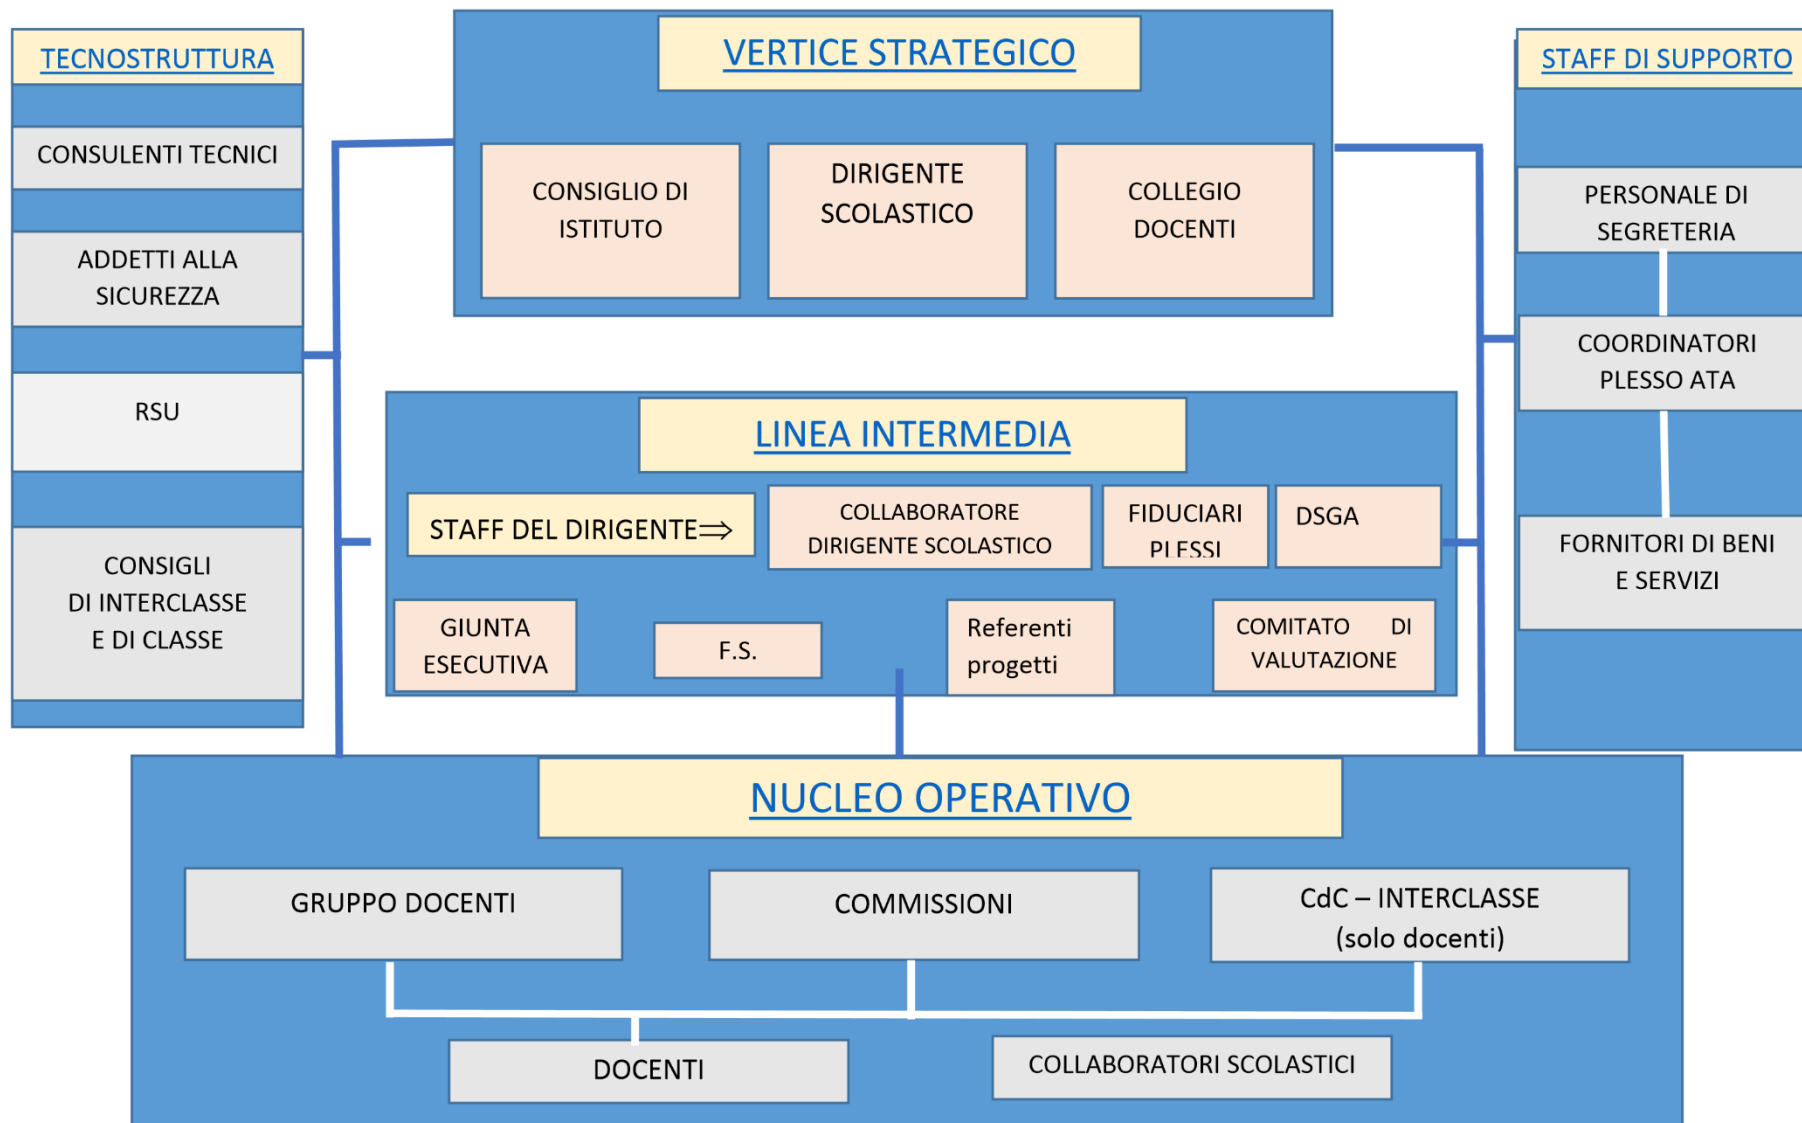 TECNOSTRUTTURA
CONSULENTI TECNICI
ADDETTI ALLA
SICUREZZA
RSU
CONSIGLI
DI INTERCLASSE
E DI CLASSE
VERTICE STRATEGICO
CONSIGLIO DI
ISTITUTO
DIRIGENTE
SCOLASTICO
COLLEGIO
DOCENTI
STAFF DI SUPPORTO
PERSONALE DI
SEGRETERIA
COORDINATORI
PLESSO ATA
FORNITORI DI BENI
E SERVIZI
LINEA INTERMEDIA
STAFF DEL DIRIGENTE⇒
COLLABORATORE
DIRIGENTE SCOLASTICO
FIDUCIARI
PLESSI
DSGA
GIUNTA
ESECUTIVA
F.S.
Referenti
progetti
COMITATO DI
VALUTAZIONE
NUCLEO OPERATIVO
GRUPPO DOCENTI
COMMISSIONI
CdC – INTERCLASSE
(solo docenti)
DOCENTI
COLLABORATORI SCOLASTICI